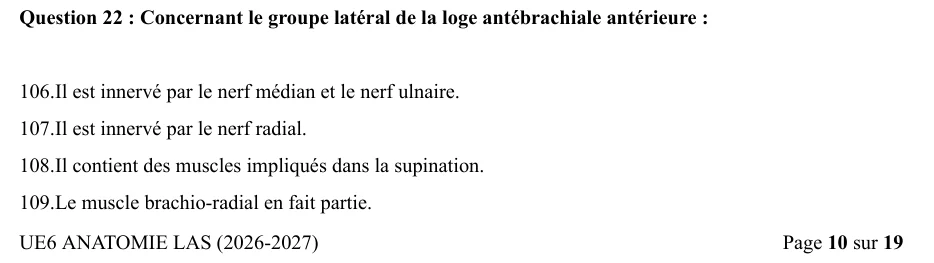 Question 22 : Concernant le groupe latéral de la loge antébrachiale antérieure :
106.Il est innervé par le nerf médian et le nerf ulnaire.
107.Il est innervé par le nerf radial.
108.Il contient des muscles impliqués dans la supination.
109.Le muscle brachio-radial en fait partie.
UE6 ANATOMIE LAS (2026-2027) Page 10 sur 19